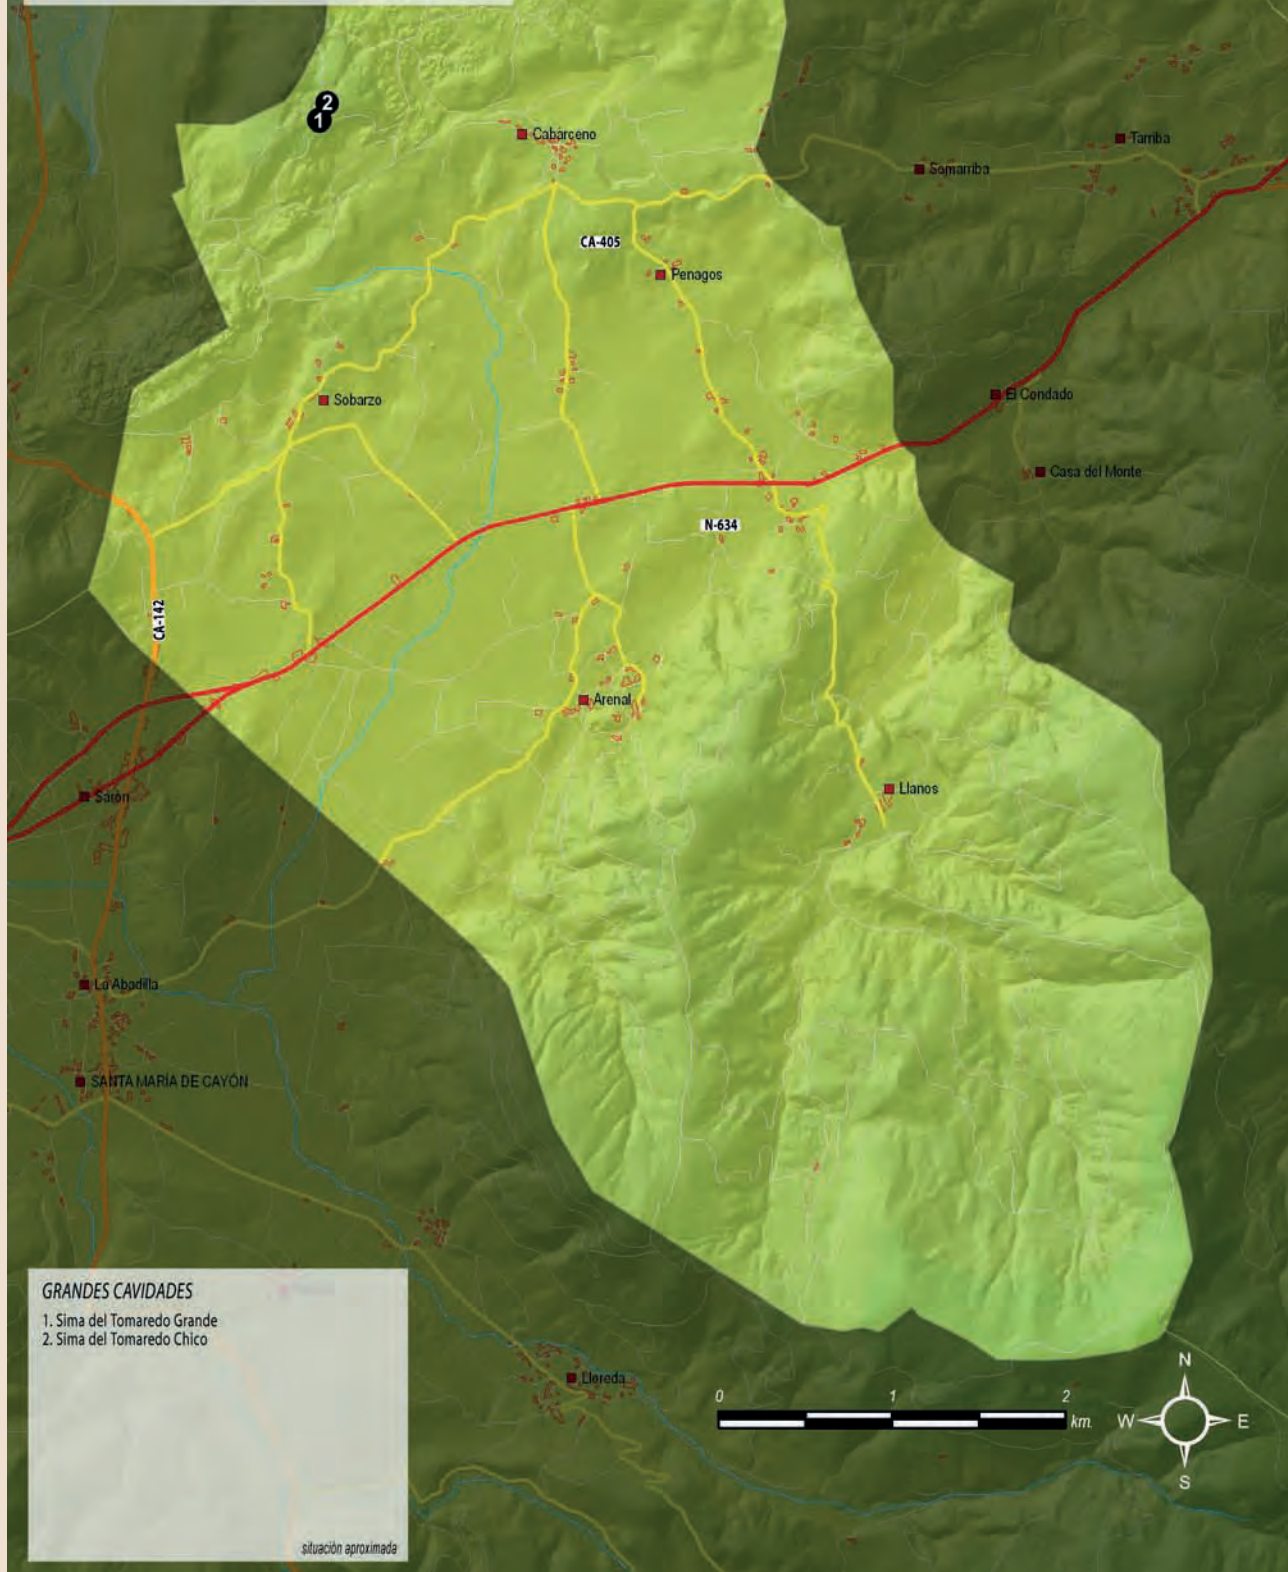 2
1
Cabárceno
Tarriba
Somarriba
CA-405
Penagos
Sobarzo
El Condado
Casa del Monte
N-634
CA-142
Arenal
Llanos
Sarón
La Abadilla
SANTA MARÍA DE CAYÓN
GRANDES CAVIDADES
1. Sima del Tomaredo Grande
2. Sima del Tomaredo Chico
situación aproximada
Lloreda
0 1 2
km.
N
W E
S